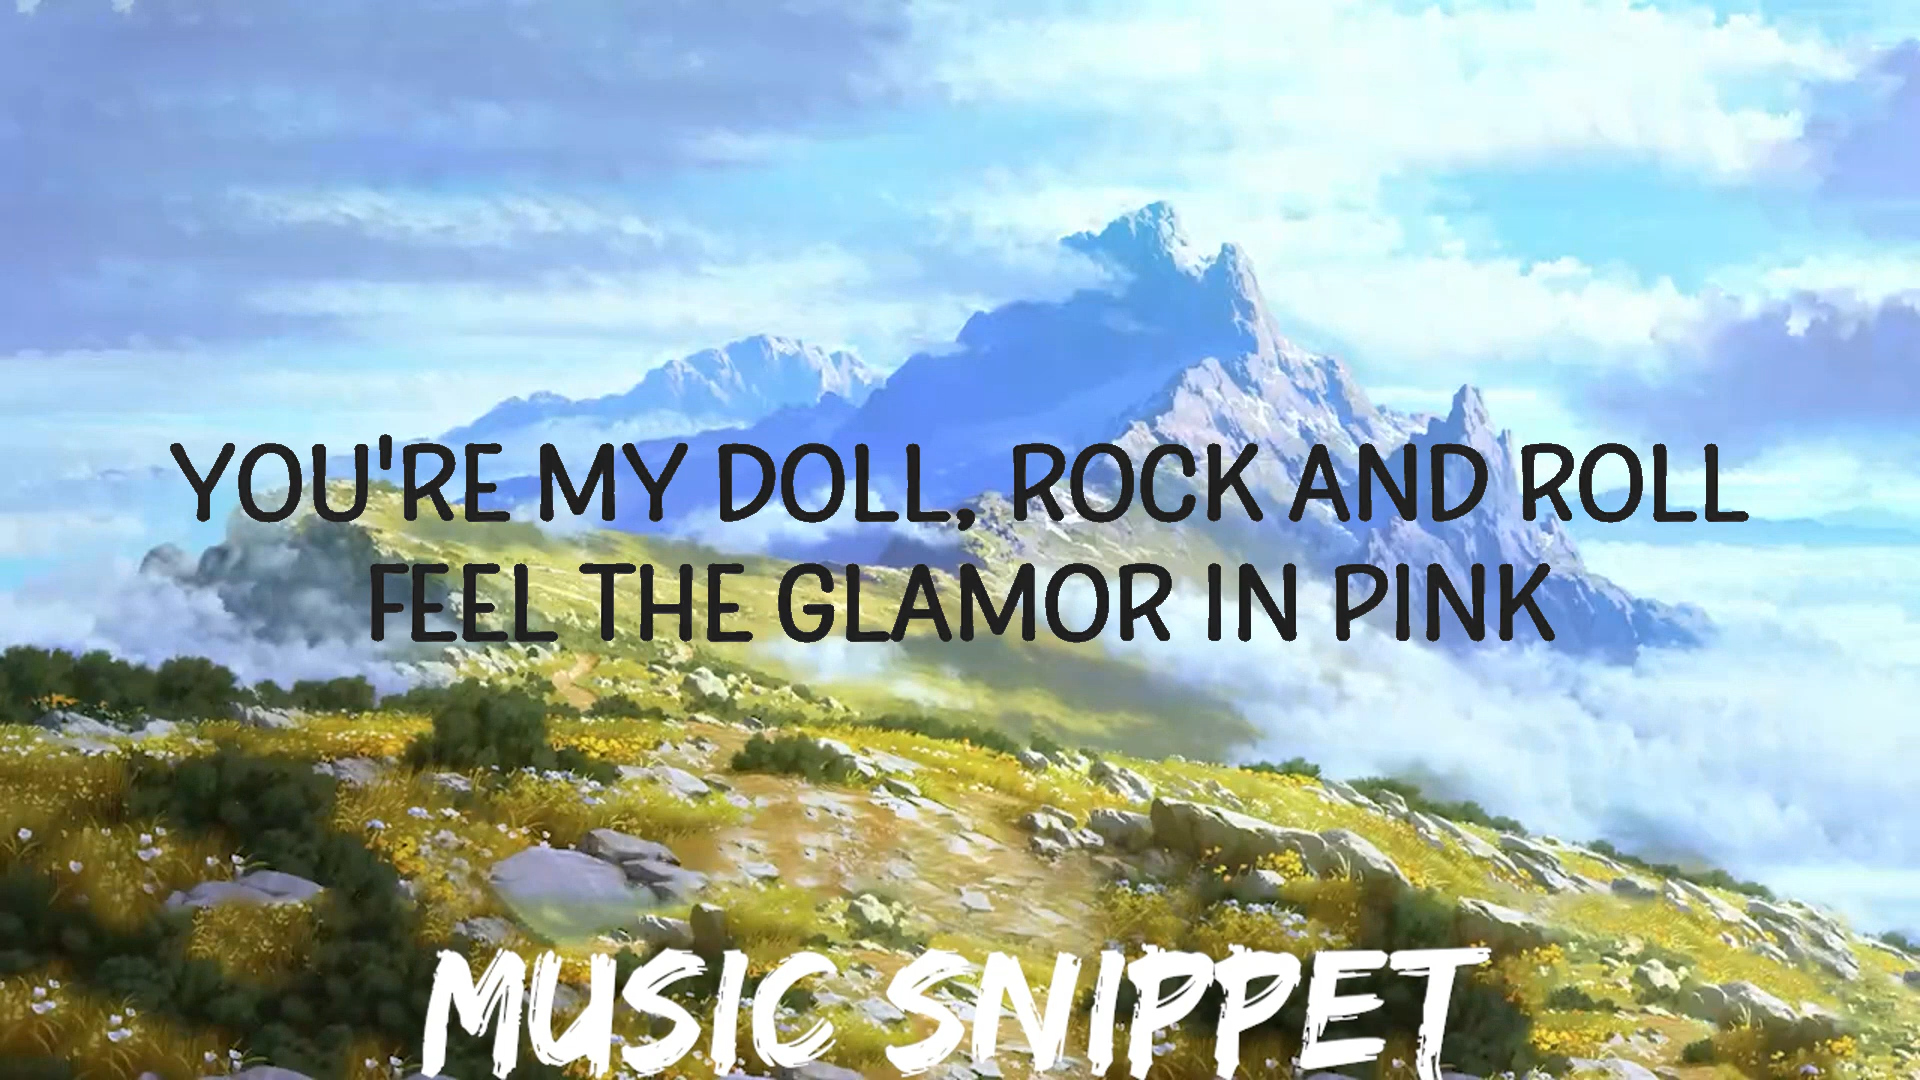 YOU'RE MY DOLL, ROCK AND ROLL
FEEL THE GLAMOR IN PINK
MUSIC SNIPPET